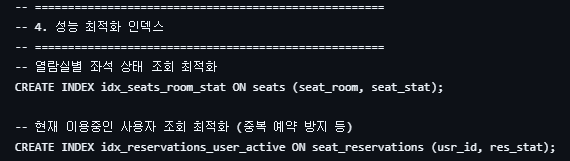 -- ====================================================
-- 4. 성능 최적화 인덱스
-- ====================================================
-- 열람실별 좌석 상태 조회 최적화
CREATE INDEX idx_seats_room_stat ON seats (seat_room, seat_stat);
-- 현재 이용중인 사용자 조회 최적화 (중복 예약 방지 등)
CREATE INDEX idx_reservations_user_active ON seat_reservations (usr_id, res_stat);